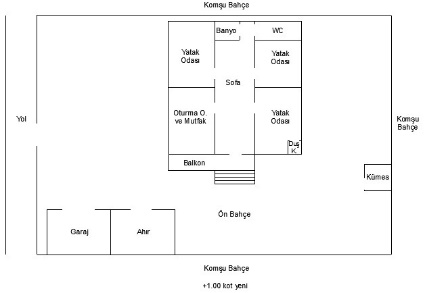 Komşu Bahçe
Banyo
WC
Yatak
Odası
Yatak
Odası
Sofa
Yol
Oturma O.
ve Mutfak
Yatak
Odası
Komşu
Bahçe
Duş
K.
Balkon
Kümes
Ön Bahçe
Garaj
Ahır
Komşu Bahçe
+1.00 kot yeni